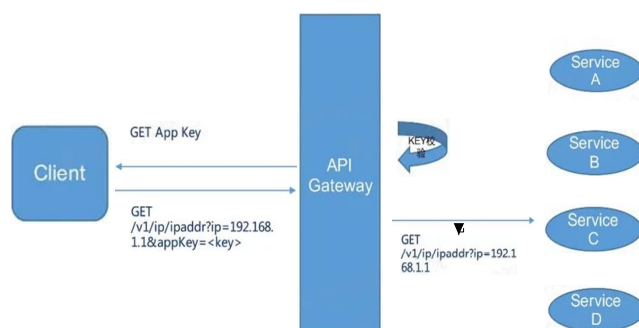 Client
GET App Key
GET
/v1/ip/ipaddr?ip=192.168.
1.1&appKey=<key>
API
Gateway
KEY校
验
GET
/v1/ip/ipaddr?ip=192.1
68.1.1
Service
A
Service
B
Service
C
Service
D